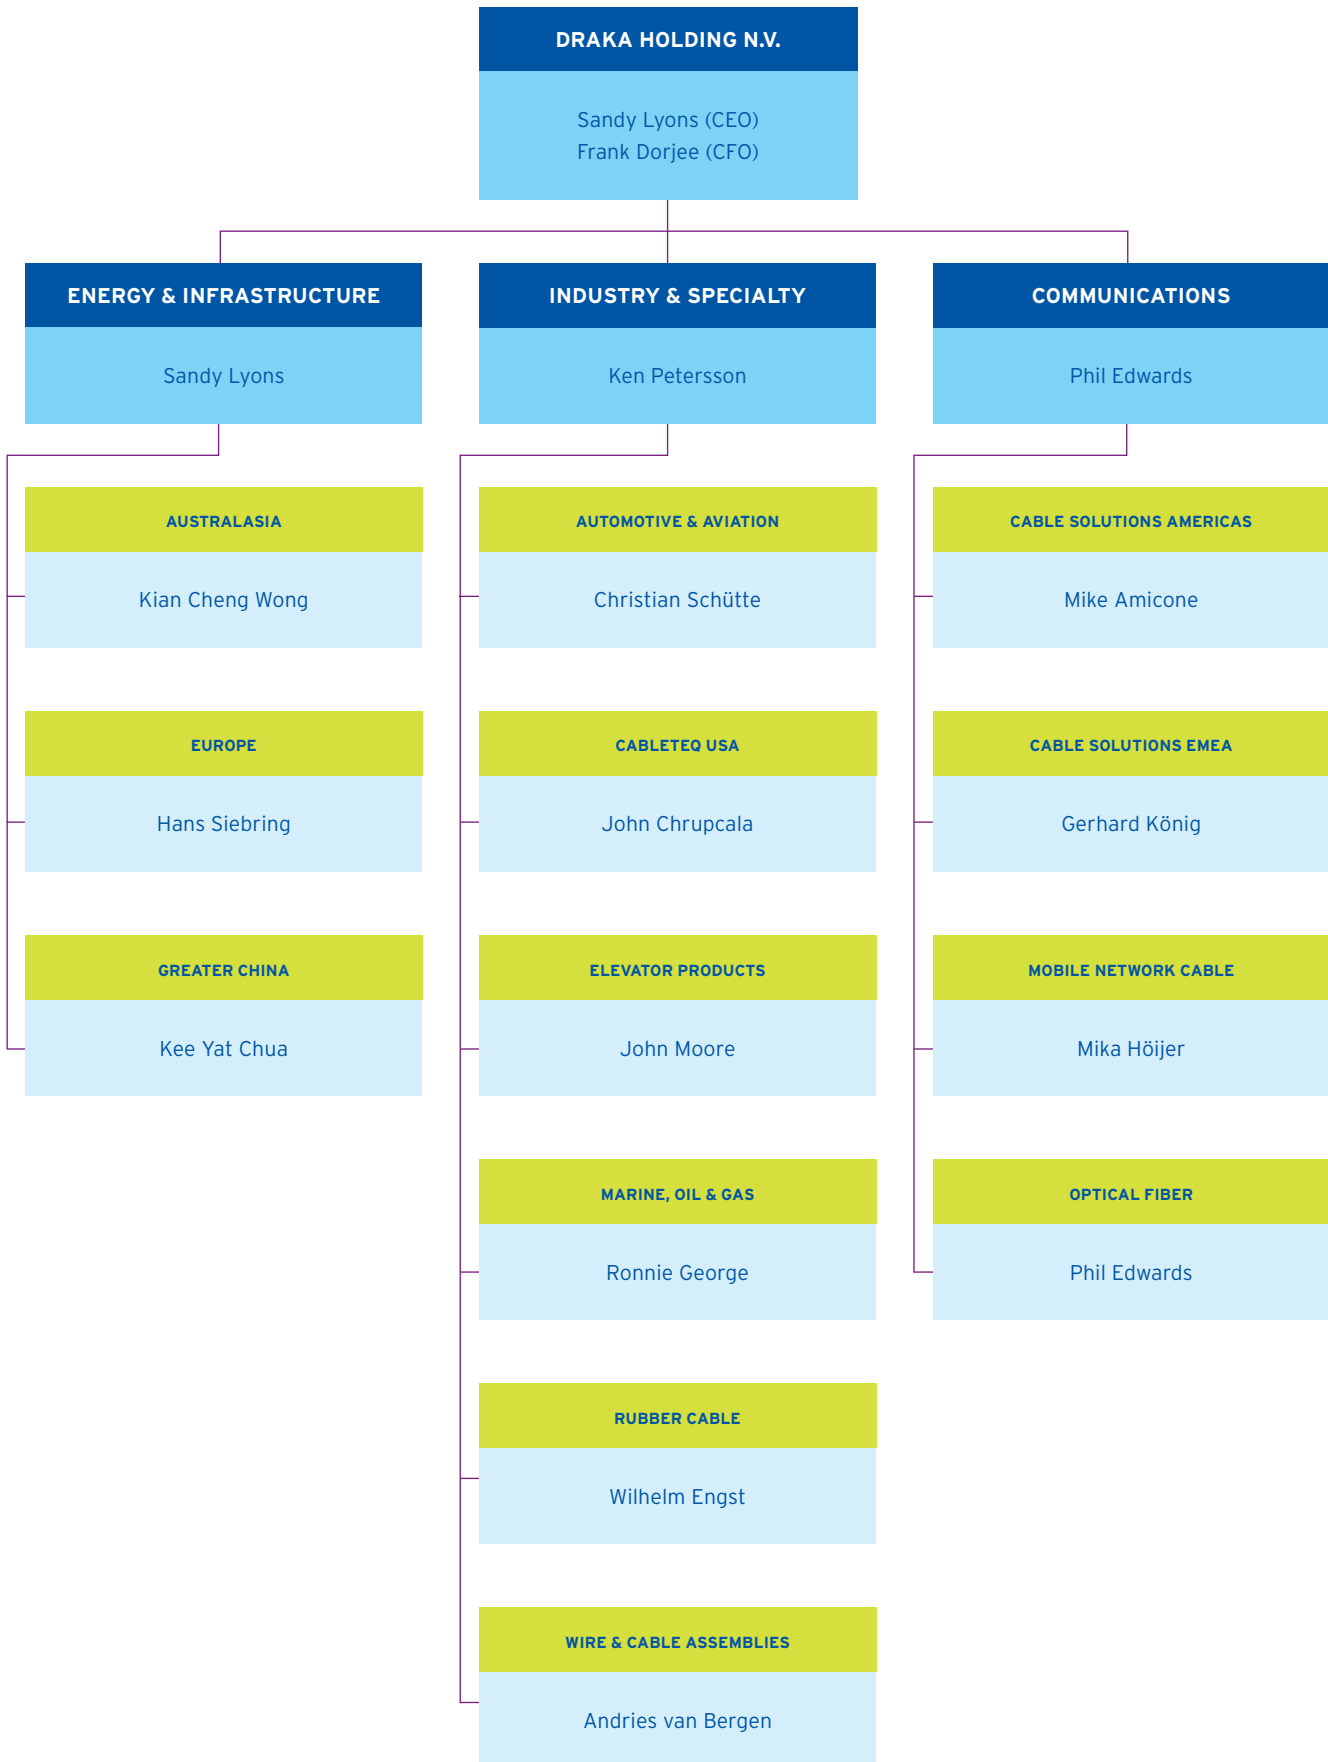 DRAKA HOLDING N.V.
Sandy Lyons (CEO)
Frank Dorjee (CFO)
ENERGY & INFRASTRUCTURE
Sandy Lyons
AUSTRALASIA
Kian Cheng Wong
EUROPE
Hans Siebring
GREATER CHINA
Kee Yat Chua
INDUSTRY & SPECIALTY
Ken Petersson
AUTOMOTIVE & AVIATION
Christian Schütte
CABLETEQ USA
John Chrupcala
ELEVATOR PRODUCTS
John Moore
MARINE, OIL & GAS
Ronnie George
RUBBER CABLE
Wilhelm Engst
WIRE & CABLE ASSEMBLIES
Andries van Bergen
COMMUNICATIONS
Phil Edwards
CABLE SOLUTIONS AMERICAS
Mike Amicone
CABLE SOLUTIONS EMEA
Gerhard König
MOBILE NETWORK CABLE
Mika Höijer
OPTICAL FIBER
Phil Edwards